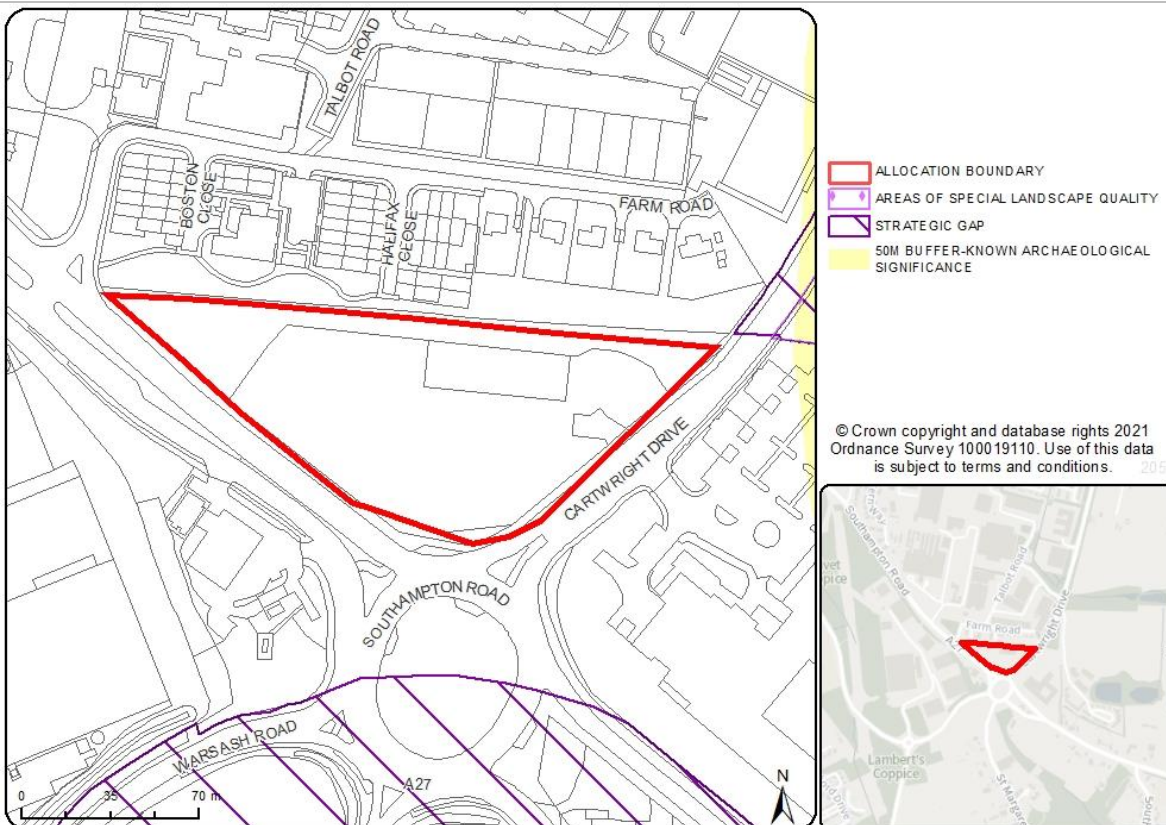 TALBOT ROAD
BOSTON
CLOSE
HALIFAX
CLOSE
FARM ROAD
CARTWRIGHT DRIVE
SOUTHAMPTON ROAD
WARSASH ROAD
A27
0 35 70 m
N
ALLOCATION BOUNDARY
AREAS OF SPECIAL LANDSCAPE QUALITY
STRATEGIC GAP
50M BUFFER-KNOWN ARCHAEOLOGICAL
SIGNIFICANCE
© Crown copyright and database rights 2021
Ordnance Survey 100019110. Use of this data
is subject to terms and conditions.
205
Southampton Road
Talbot Road
Farm Road
A27
Lambert's
Coppice